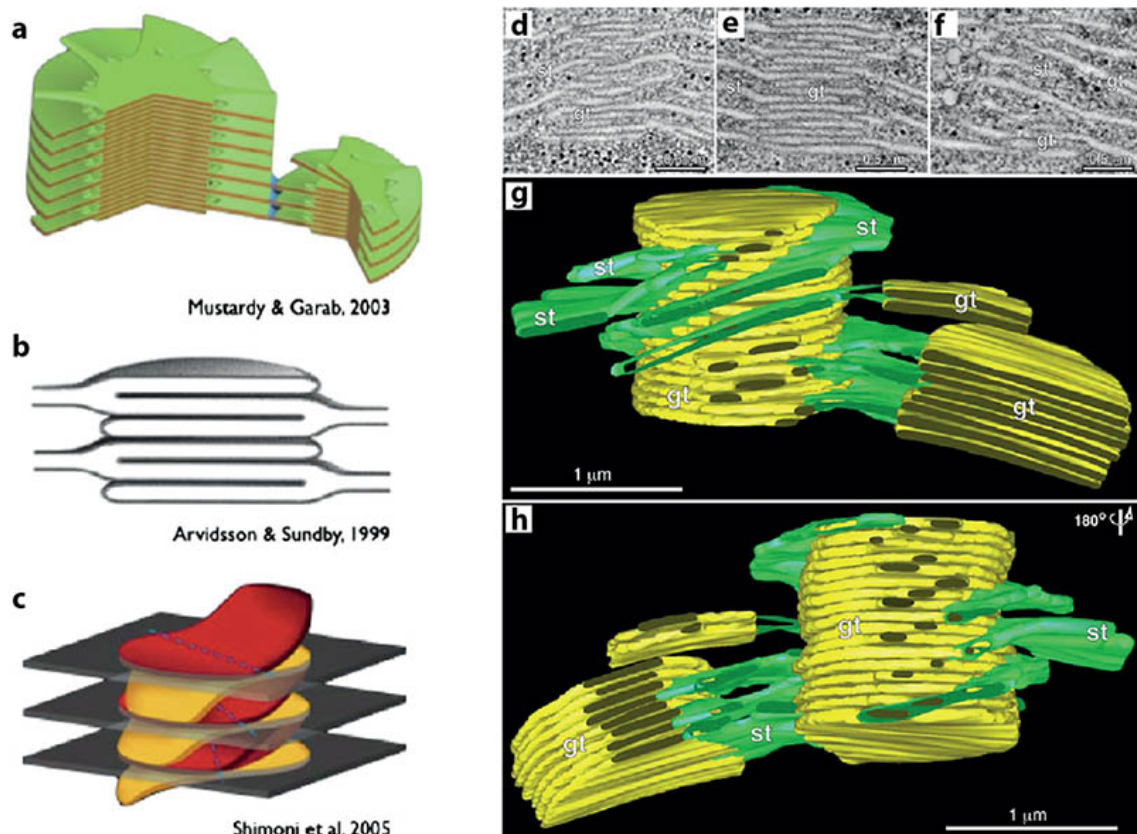 a
Mustardy & Garab, 2003
b
Arvidsson & Sundby, 1999
c
Shimoni et al, 2005
d
st
gt
e
st
gt
f
st
gt
gt
g
st
st
st
gt
gt
gt
1 µm
h
180°
gt
st
gt
st
1 µm